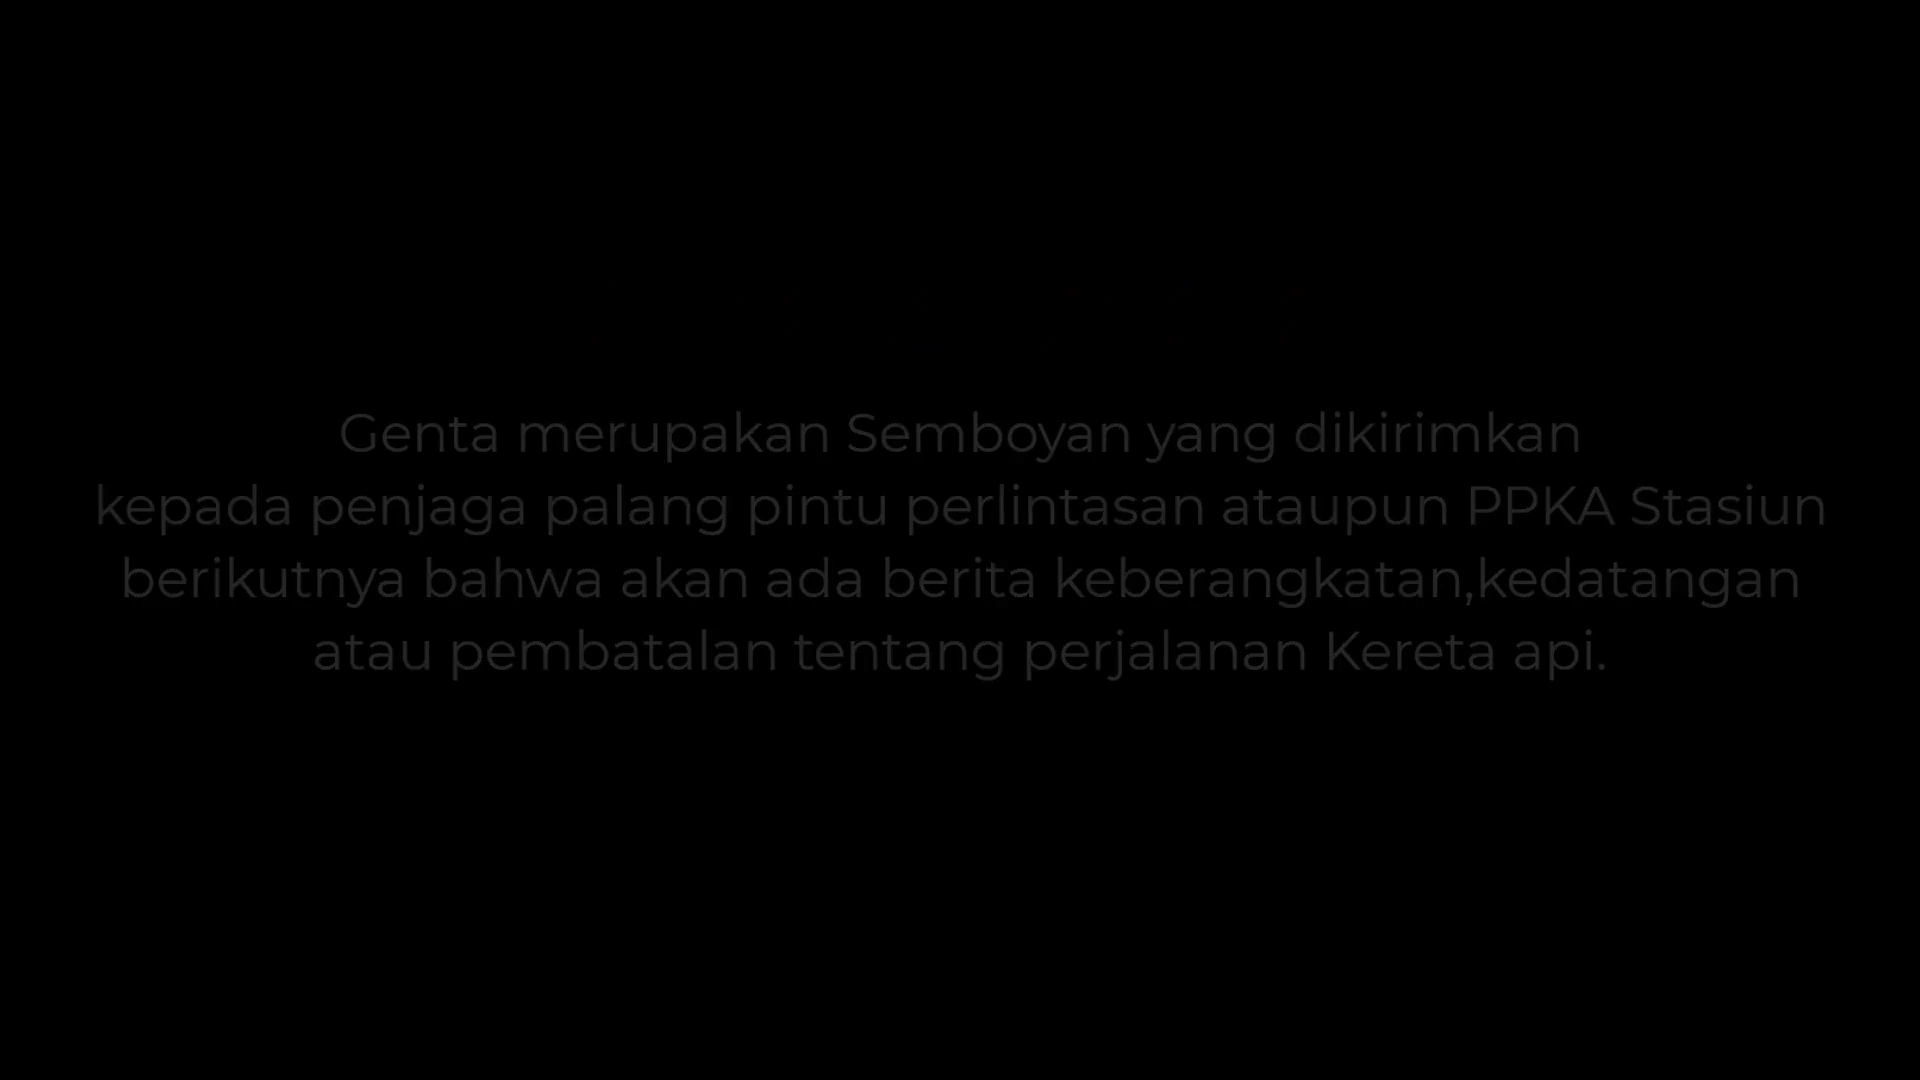 Genta merupakan Semboyan yang dikirimkan
kepada penjaga palang pintu perlintasan ataupun PPKA Stasiun
berikutnya bahwa akan ada berita keberangkatan,kedatangan
atau pembatalan tentang perjalanan Kereta api.